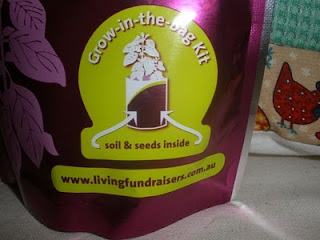 Grow-in-the-bag Kit
soil & seeds inside
www.livingfundraisers.com.au